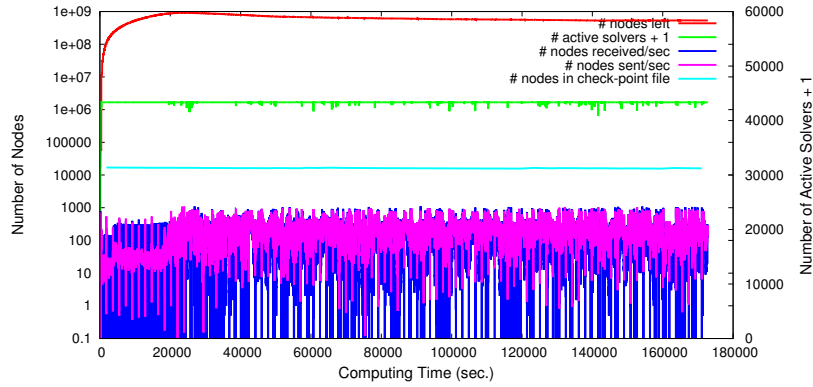 1e+09
1e+08
1e+07
1e+06
100000
10000
1000
100
10
1
0.1
Number of Nodes
0
20000
40000
60000
80000
100000
120000
140000
160000
180000
Computing Time (sec.)
60000
50000
40000
30000
20000
10000
0
Number of Active Solvers + 1
# nodes left
# active solvers + 1
# nodes received/sec
# nodes sent/sec
# nodes in check-point file